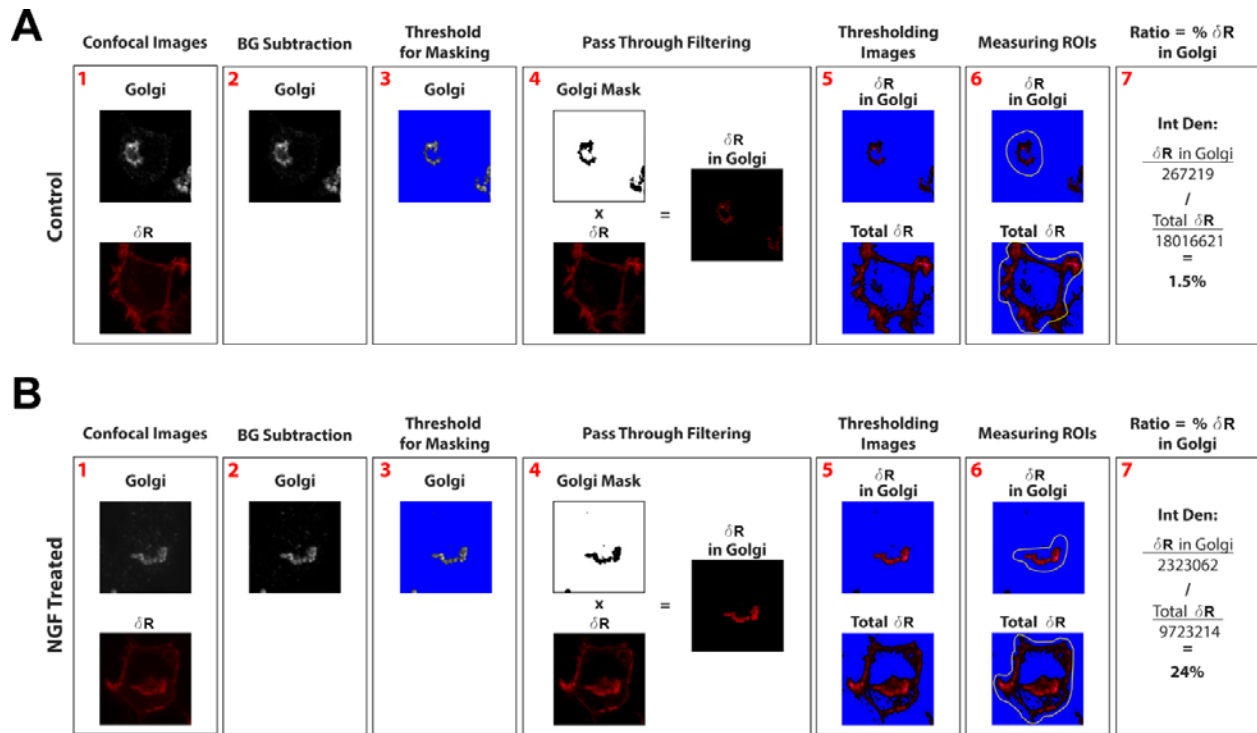 A
Confocal Images
BG Subtraction
Threshold
for Masking
Pass Through Filtering
Thresholding
Images
Measuring ROIs
Ratio = % δR
in Golgi
Control
1
Golgi
δR
2
Golgi
3
Golgi
4
Golgi Mask
x
δR
=
δR
in Golgi
5
δR
in Golgi
Total δR
6
δR
in Golgi
Total δR
7
Int Den:
δR in Golgi
267219
/
Total δR
18016621
=
1.5%
B
Confocal Images
BG Subtraction
Threshold
for Masking
Pass Through Filtering
Thresholding
Images
Measuring ROIs
Ratio = % δR
in Golgi
NGF Treated
1
Golgi
δR
2
Golgi
3
Golgi
4
Golgi Mask
x
δR
=
δR
in Golgi
5
δR
in Golgi
Total δR
6
δR
in Golgi
Total δR
7
Int Den:
δR in Golgi
2323062
/
Total δR
9723214
=
24%